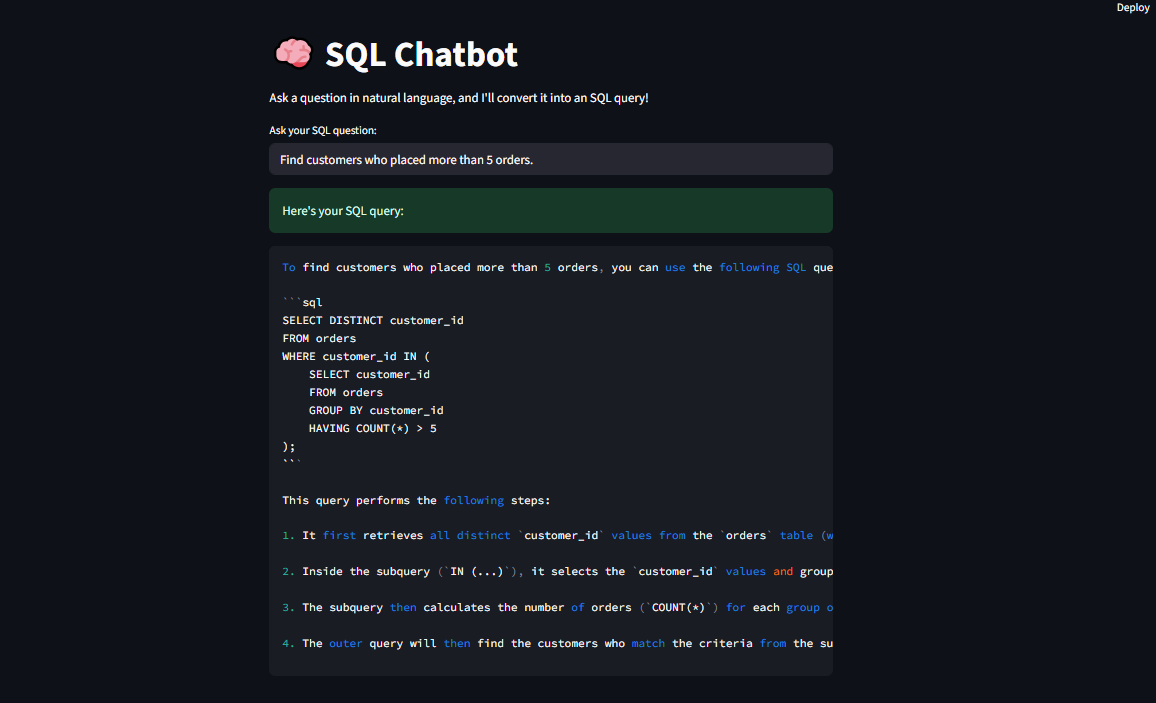 Deploy
🧠 SQL Chatbot
Ask a question in natural language, and I'll convert it into an SQL query!
Ask your SQL question:
Find customers who placed more than 5 orders.
Here's your SQL query:
To find customers who placed more than 5 orders, you can use the following SQL que
```sql
SELECT DISTINCT customer_id
FROM orders
WHERE customer_id IN (
    SELECT customer_id
    FROM orders
    GROUP BY customer_id
    HAVING COUNT(*) > 5
);
```
This query performs the following steps:
1. It first retrieves all distinct `customer_id` values from the `orders` table (w
2. Inside the subquery (`IN (...)`), it selects the `customer_id` values and group
3. The subquery then calculates the number of orders (`COUNT(*)`) for each group o
4. The outer query will then find the customers who match the criteria from the su